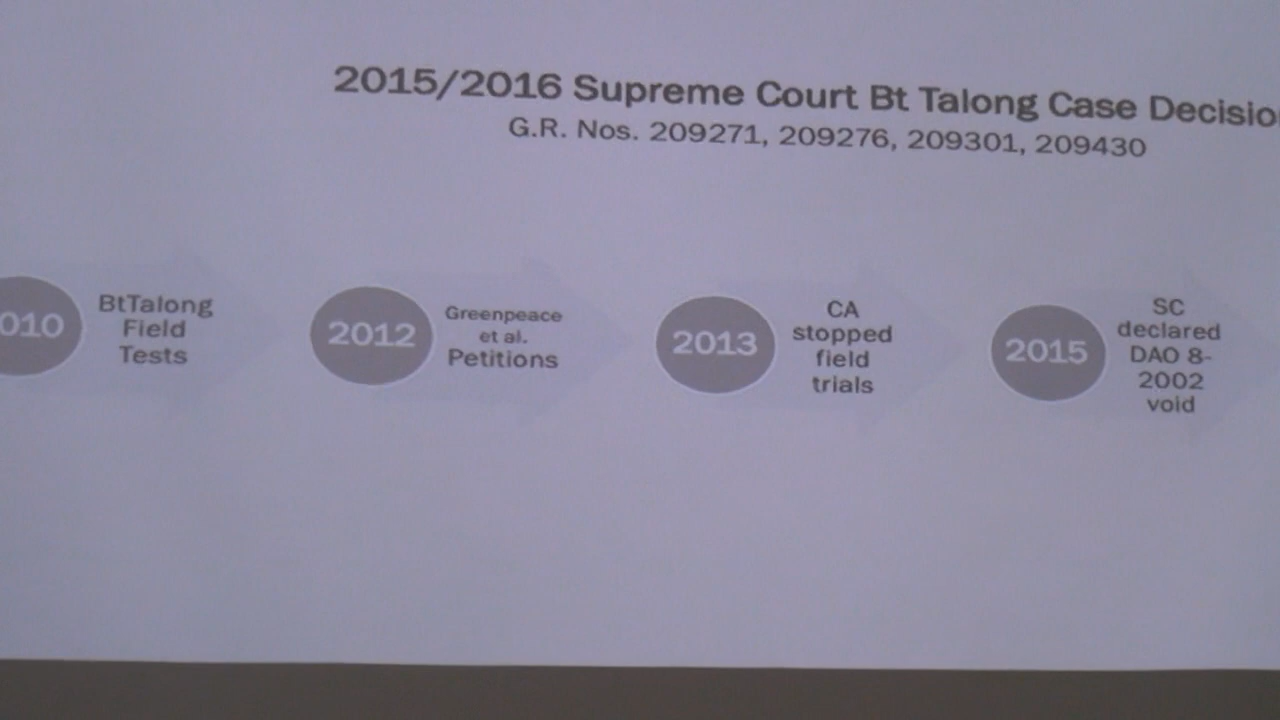 2015/2016 Supreme Court Bt Talong Case Decisio
G.R. Nos. 209271, 209276, 209301, 209430
010
BtTalong
Field
Tests
2012
Greenpeace
et al.
Petitions
2013
CA
stopped
field
trials
2015
SC
declared
DAO 8-
2002
void